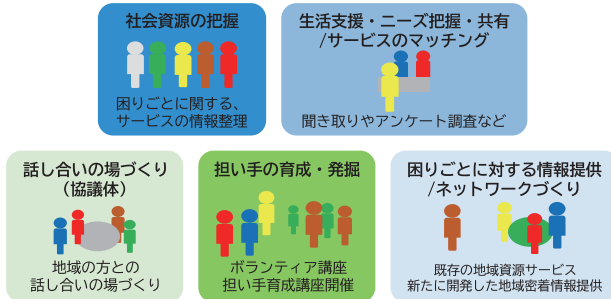 社会資源の把握
困りごとに関する、
サービスの情報整理
生活支援・ニーズ把握・共有
/サービスのマッチング
聞き取りやアンケート調査など
話し合いの場づくり
（協議体）
地域の方との
話し合いの場づくり
担い手の育成・発掘
ボランティア講座
担い手育成講座開催
困りごとに対する情報提供
/ネットワークづくり
既存の地域資源サービス
新たに開発した地域密着情報提供